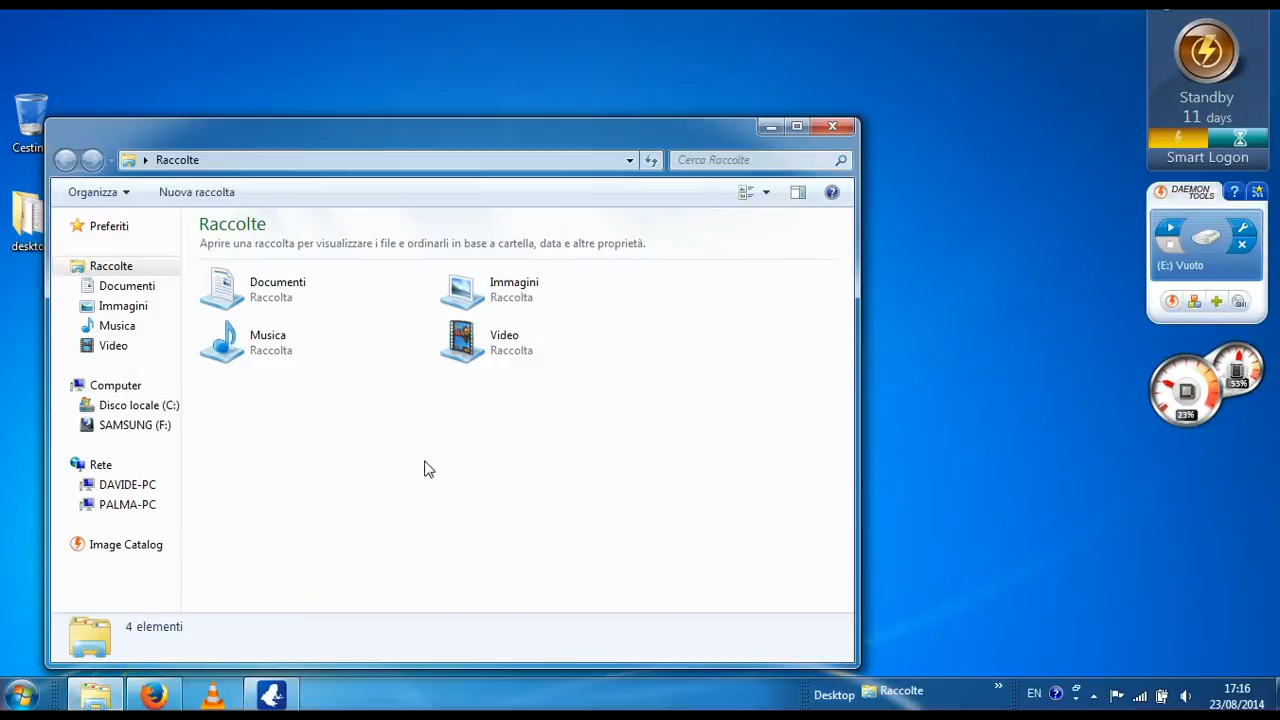 Cestin
deskto
Raccolte
Cerca Raccolte
Organizza
Nuova raccolta
Preferiti
Raccolte
Documenti
Immagini
Musica
Video
Computer
Disco locale (C:)
SAMSUNG (F:)
Rete
DAVIDE-PC
PALMA-PC
Image Catalog
Raccolte
Aprire una raccolta per visualizzare i file e ordinarli in base a cartella, data e altre proprietà.
Documenti
Raccolta
Immagini
Raccolta
Musica
Raccolta
Video
Raccolta
4 elementi
Standby
11 days
Smart Logon
DAEMON
TOOLS
?
(E:) Vuoto
53%
23%
Desktop
Raccolte
»
EN
17:16
23/08/2014